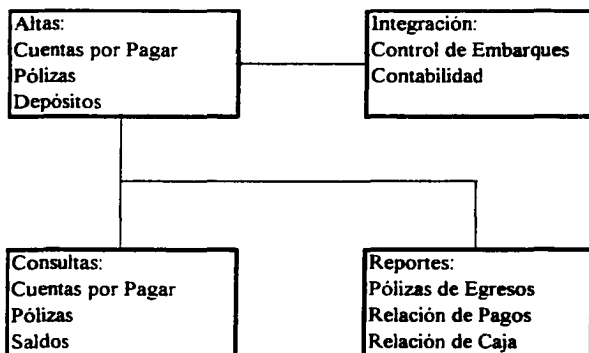 Altas:
Cuentas por Pagar
Pólizas
Depósitos
Integración:
Control de Embarques
Contabilidad
Consultas:
Cuentas por Pagar
Pólizas
Saldos
Reportes:
Pólizas de Egresos
Relación de Pagos
Relación de Caja